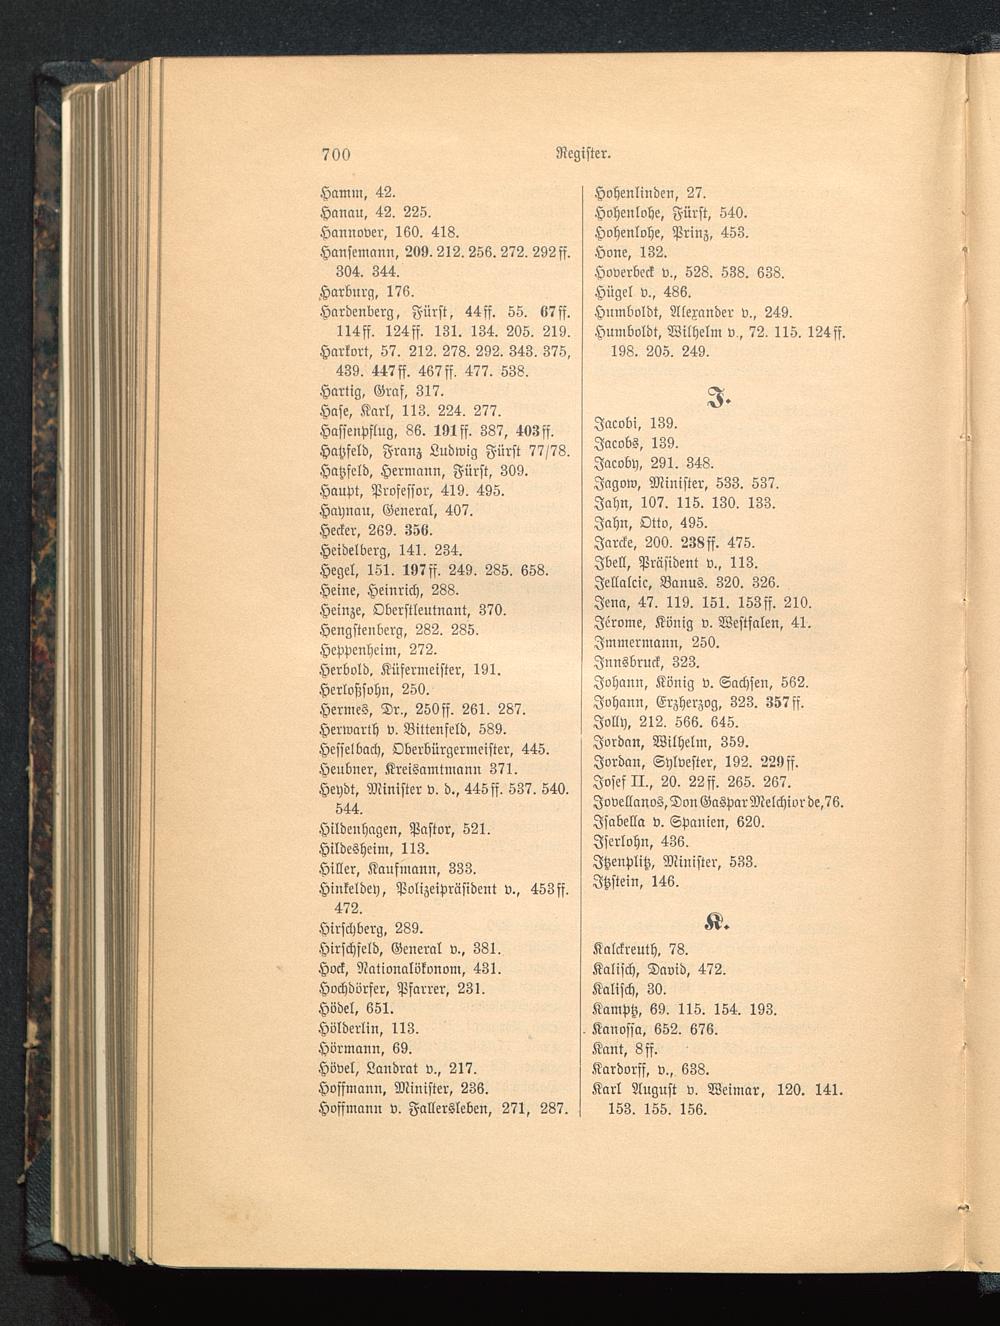 700
Register.
Hamm, 42.
Hanau, 42. 225.
Hannover, 160. 418.
Hansemann, 209. 212. 256. 272. 292ff.
304. 344.
Harburg, 176.
Hardenberg, Fürst, 44ff. 55. 67ff.
114ff. 124ff. 131. 134. 205. 219.
Harkort, 57. 212. 278. 292. 343. 375,
439. 447ff. 467ff. 477. 538.
Hartig, Graf, 317.
Hase, Karl, 113. 224. 277.
Hassenpflug, 86. 191ff. 387, 403ff.
Hatzfeld, Franz Ludwig Fürst 77/78.
Hatzfeld, Hermann, Fürst, 309.
Haupt, Professor, 419. 495.
Haynau, General, 407.
Hecker, 269. 356.
Heidelberg, 141. 234.
Hegel, 151. 197ff. 249. 285. 658.
Heine, Heinrich, 288.
Heinze, Oberstleutnant, 370.
Hengstenberg, 282. 285.
Heppenheim, 272.
Herbold, Küfermeister, 191.
Herloßsohn, 250.
Hermes, Dr., 250ff. 261. 287.
Herwarth v. Bittenfeld, 589.
Hesselbach, Oberbürgermeister, 445.
Heubner, Kreisamtmann 371.
Heydt, Minister v. d., 445ff. 537. 540.
544.
Hildenhagen, Pastor, 521.
Hildesheim, 113.
Hiller, Kaufmann, 333.
Hinkeldey, Polizeipräsident v., 453ff.
472.
Hirschberg, 289.
Hirschfeld, General v., 381.
Hock, Nationalökonom, 431.
Hochdörfer, Pfarrer, 231.
Hödel, 651.
Hölderlin, 113.
Hörmann, 69.
Hövel, Landrat v., 217.
Hoffmann, Minister, 236.
Hoffmann v. Fallersleben, 271, 287.
Hohenlinden, 27.
Hohenlohe, Fürst, 540.
Hohenlohe, Prinz, 453.
Hone, 132.
Hoverbeck v., 528. 538. 638.
Hügel v., 486.
Humboldt, Alexander v., 249.
Humboldt, Wilhelm v., 72. 115. 124ff.
198. 205. 249.
J.
Jacobi, 139.
Jacobs, 139.
Jacoby, 291. 348.
Jagow, Minister, 533. 537.
Jahn, 107. 115. 130. 133.
Jahn, Otto, 495.
Jarcke, 200. 238ff. 475.
Ibell, Präsident v., 113.
Jellalcic, Banus. 320. 326.
Jena, 47. 119. 151. 153ff. 210.
Jérome, König v. Westfalen, 41.
Immermann, 250.
Innsbruck, 323.
Johann, König v. Sachsen, 562.
Johann, Erzherzog, 323. 357ff.
Jolly, 212. 566. 645.
Jordan, Wilhelm, 359.
Jordan, Sylvester, 192. 229ff.
Josef II., 20. 22ff. 265. 267.
Jovellanos, Don Gaspar Melchior de, 76.
Isabella v. Spanien, 620.
Iserlohn, 436.
Itzenplitz, Minister, 533.
Itzstein, 146.
K.
Kalckreuth, 78.
Kalisch, David, 472.
Kalisch, 30.
Kamptz, 69. 115. 154. 193.
Kanossa, 652. 676.
Kant, 8ff.
Kardorff, v., 638.
Karl August v. Weimar, 120. 141.
153. 155. 156.